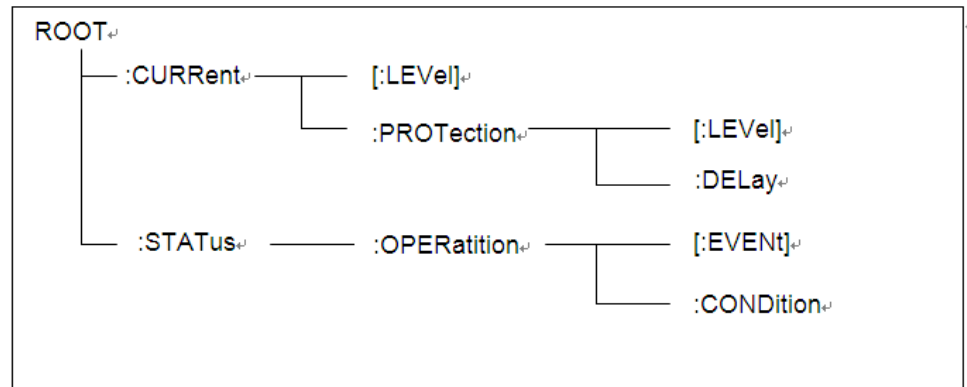 ROOT↵
:CURRent↵ [:LEVel]↵
:PROTection↵ [:LEVel]↵
:DELay↵
:STATus↵ :OPERatition↵ [:EVENt]↵
:CONDition↵